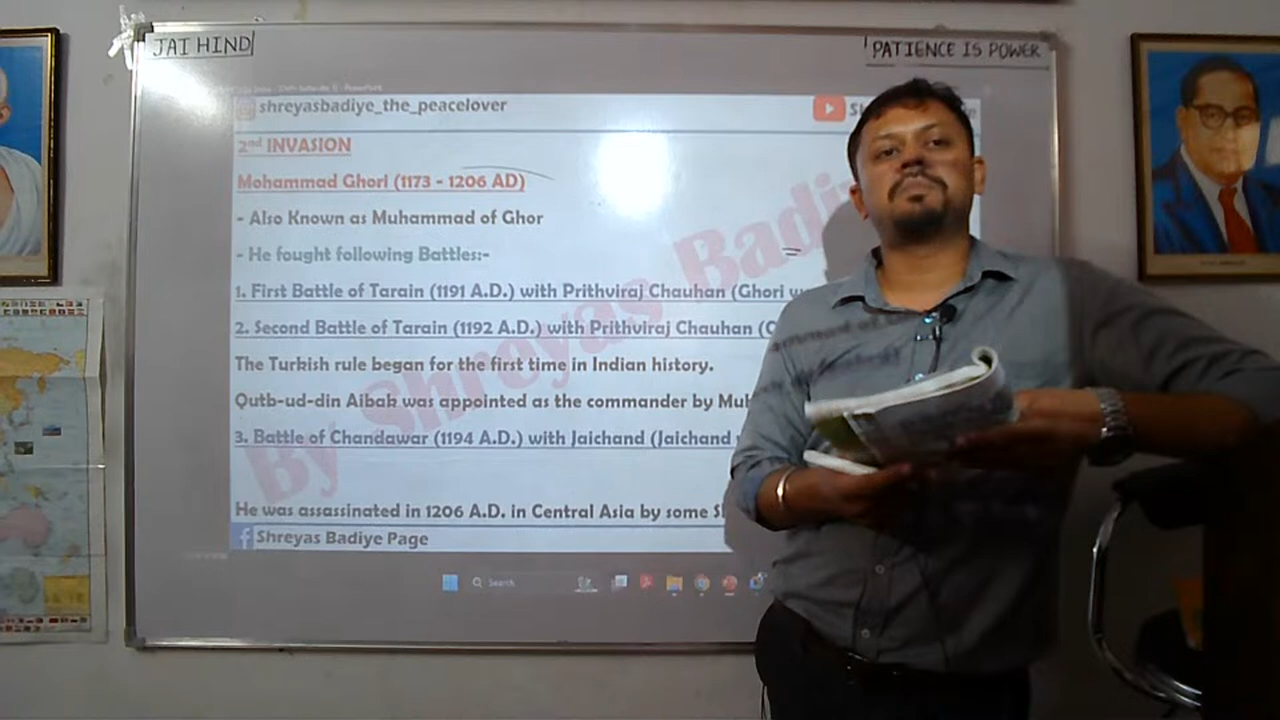 JAI HIND
PATIENCE IS POWER
shreyasbadiye_the_peacelover
2nd INVASION
Mohammad Ghori (1173 - 1206 AD)
- Also Known as Muhammad of Ghor
- He fought following Battles:-
1. First Battle of Tarain (1191 A.D.) with Prithviraj Chauhan (Ghori
2. Second Battle of Tarain (1192 A.D.) with Prithviraj Chauhan
The Turkish rule began for the first time in Indian history.
Qutb-ud-din Aibak was appointed as the commander by
3. Battle of Chandawar (1194 A.D.) with Jaichand (Jaichand
He was assassinated in 1206 A.D. in Central Asia by some
Shreyas Badiye Page
By Shreyas Badi
Search